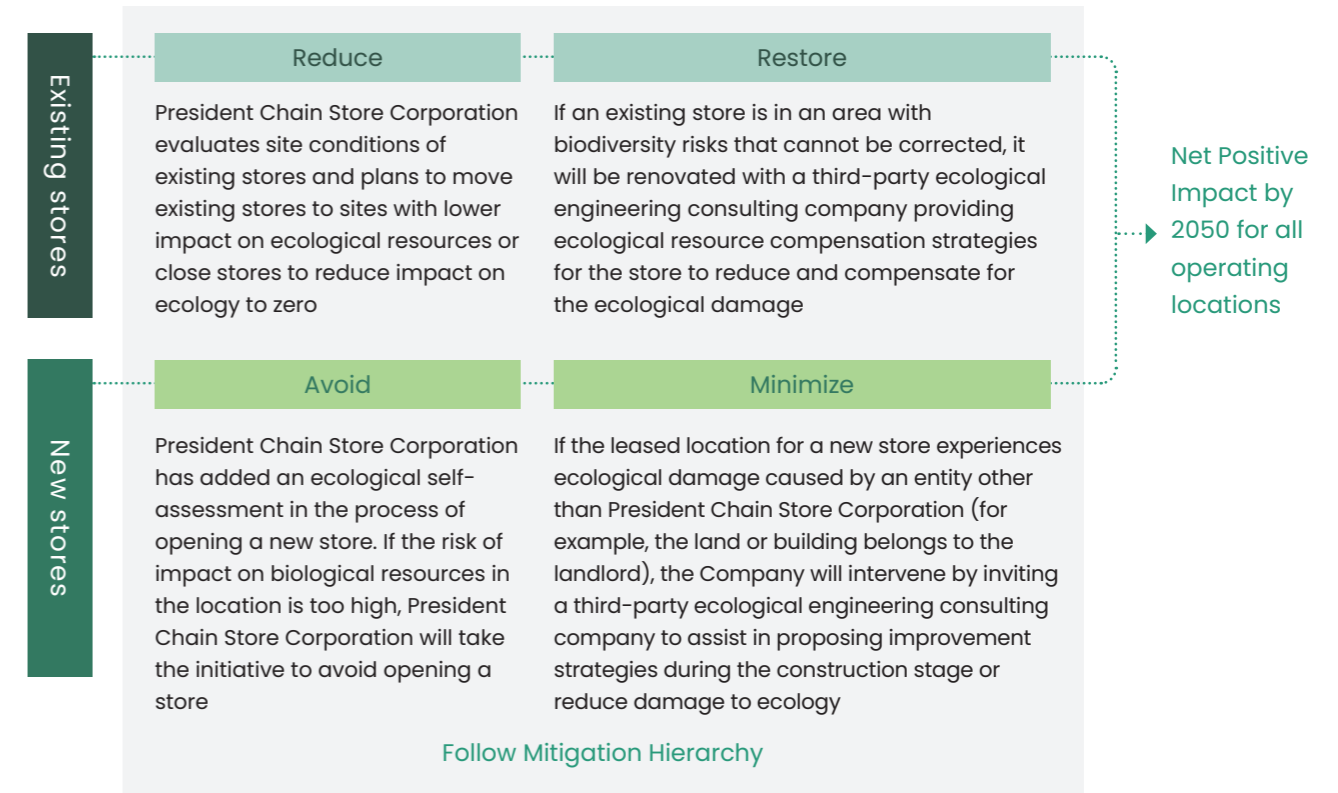 Existing stores
Reduce
President Chain Store Corporation
evaluates site conditions of
existing stores and plans to move
existing stores to sites with lower
impact on ecological resources or
close stores to reduce impact on
ecology to zero
Restore
If an existing store is in an area with
biodiversity risks that cannot be corrected, it
will be renovated with a third-party ecological
engineering consulting company providing
ecological resource compensation strategies
for the store to reduce and compensate for
the ecological damage
New stores
Avoid
President Chain Store Corporation
has added an ecological self-
assessment in the process of
opening a new store. If the risk of
impact on biological resources in
the location is too high, President
Chain Store Corporation will take
the initiative to avoid opening a
store
Minimize
If the leased location for a new store experiences
ecological damage caused by an entity other
than President Chain Store Corporation (for
example, the land or building belongs to the
landlord), the Company will intervene by inviting
a third-party ecological engineering consulting
company to assist in proposing improvement
strategies during the construction stage or
reduce damage to ecology
Follow Mitigation Hierarchy
Net Positive
Impact by
2050 for all
operating
locations